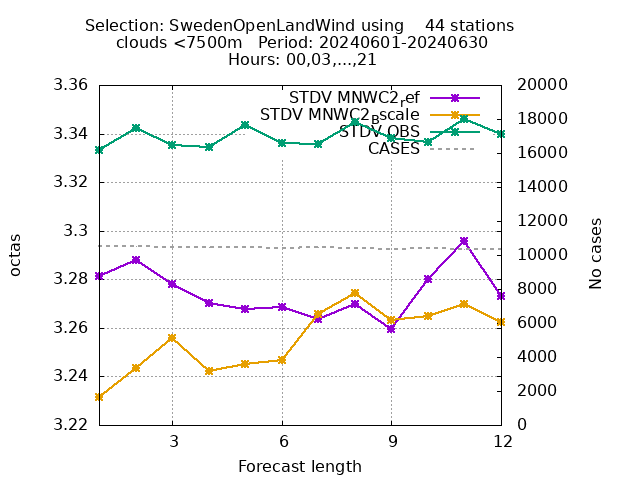 Selection: SwedenOpenLandWind using    44 stations
clouds <7500m   Period: 20240601-20240630
Hours: 00,03,...,21
STDV MNWC2_ref
STDV MNWC2_Bscale
STDV OBS
CASES
3.36
3.34
3.32
3.3
3.28
3.26
3.24
3.22
octas
20000
18000
16000
14000
12000
10000
8000
6000
4000
2000
0
No cases
3 6 9 12
Forecast length